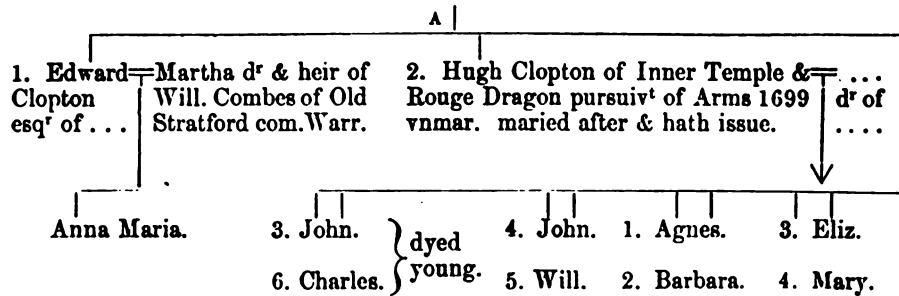 A
1. Edward = Martha dʳ & heir of 2. Hugh Clopton of Inner Temple & = ....
Clopton Will. Combes of Old Rouge Dragon pursuivᵗ of Arms 1699 dʳ of
esqʳ of ... Stratford com. Warr. vnmar. maried after & hath issue. ....
Anna Maria. 3. John. 4. John. 1. Agnes. 3. Eliz.
dyed
young.
6. Charles. 5. Will. 2. Barbara. 4. Mary.